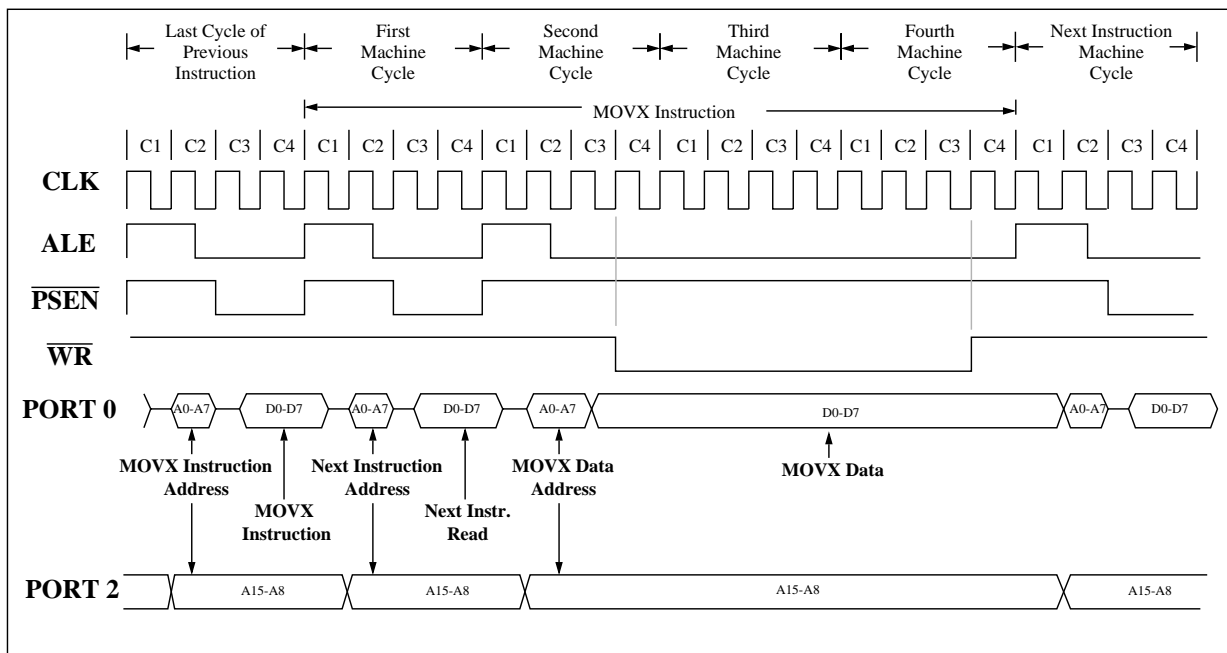 Last Cycle of
Previous
Instruction
First
Machine
Cycle
Second
Machine
Cycle
Third
Machine
Cycle
Fourth
Machine
Cycle
Next Instruction
Machine
Cycle
MOVX Instruction
C1 C2 C3 C4 C1 C2 C3 C4 C1 C2 C3 C4 C1 C2 C3 C4 C1 C2 C3 C4 C1 C2 C3 C4
CLK
ALE
PSEN
WR
PORT 0
A0-A7 D0-D7 A0-A7 D0-D7 A0-A7 D0-D7 A0-A7 D0-D7
MOVX Instruction
Address
MOVX
Instruction
Next Instruction
Address
Next Instr.
Read
MOVX Data
Address
MOVX Data
PORT 2
A15-A8 A15-A8 A15-A8 A15-A8